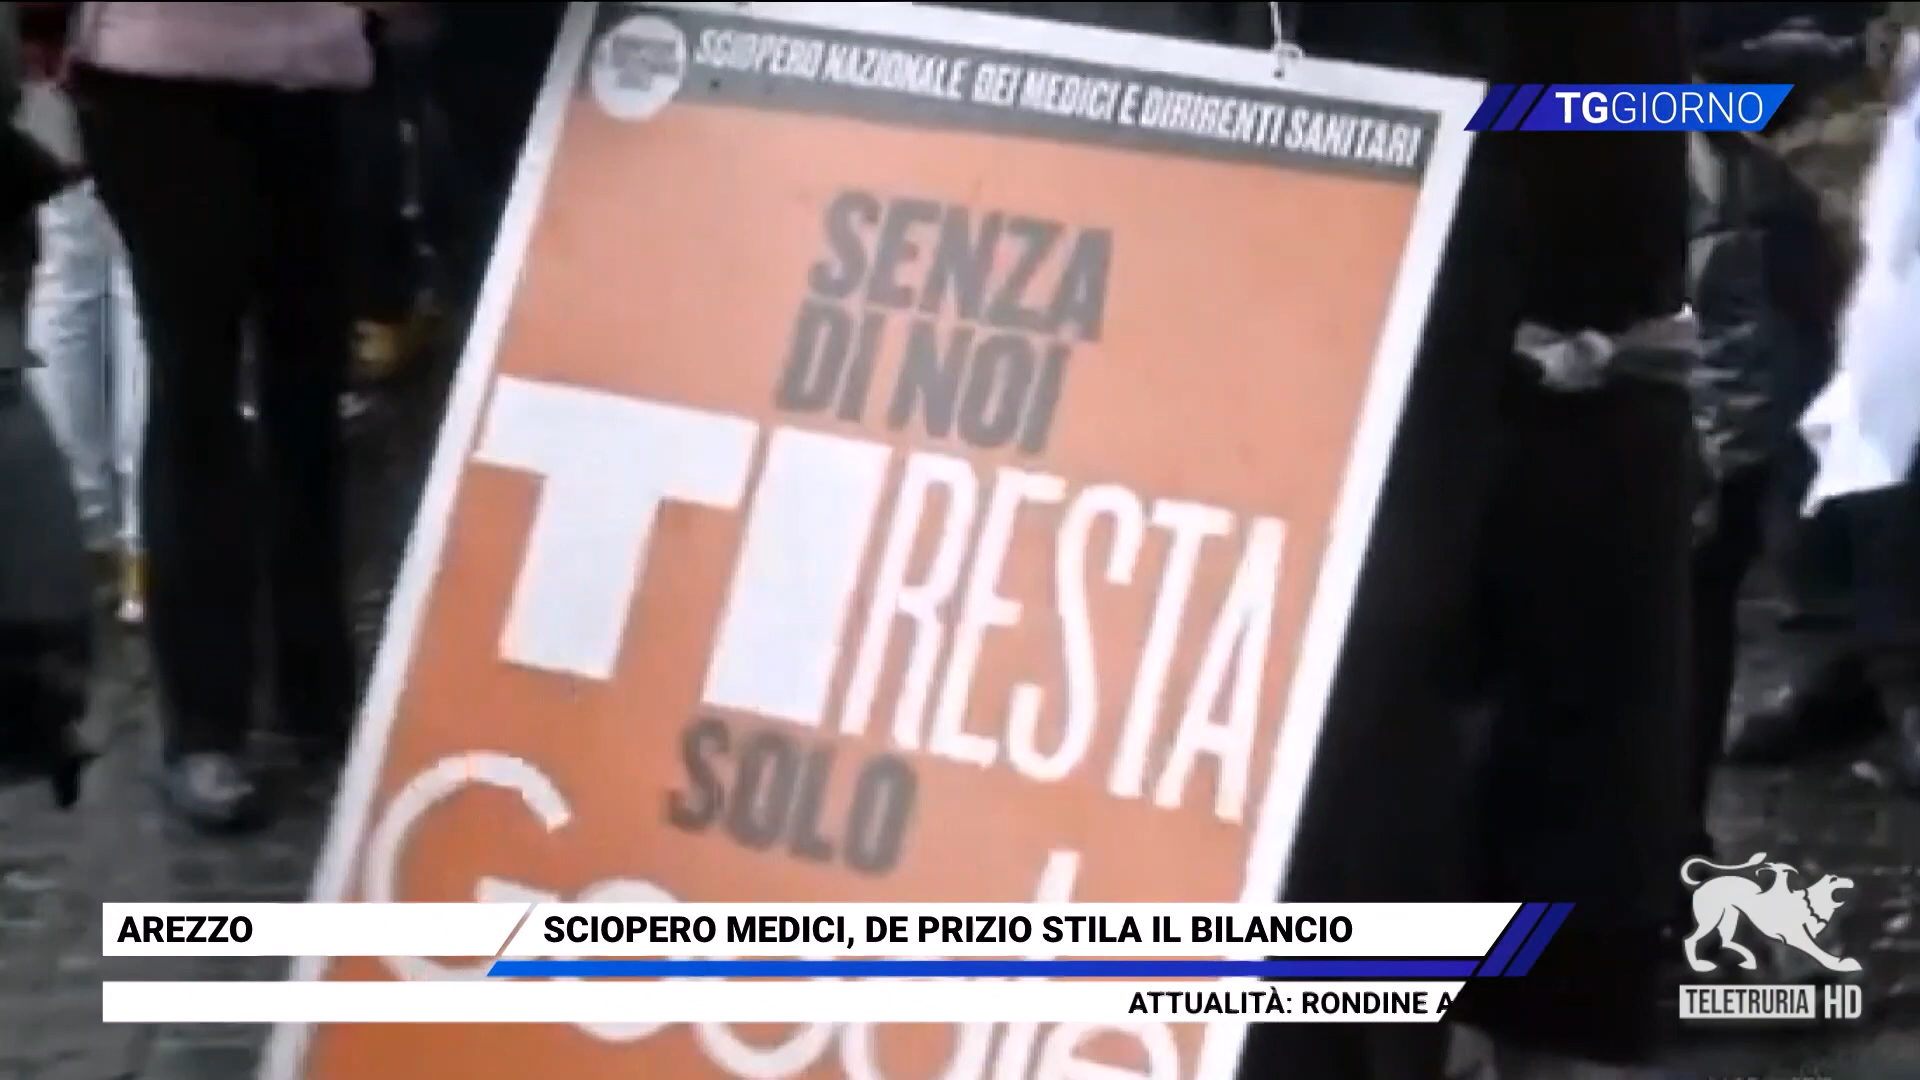 SCIOPERO NAZIONALE DEI MEDICI E DIRIGENTI SANITARI
TGGIORNO
SENZA
DI NOI
TI RESTA
SOLO
Google
AREZZO
SCIOPERO MEDICI, DE PRIZIO STILA IL BILANCIO
ATTUALITÀ: RONDINE A
TELETRURIA HD